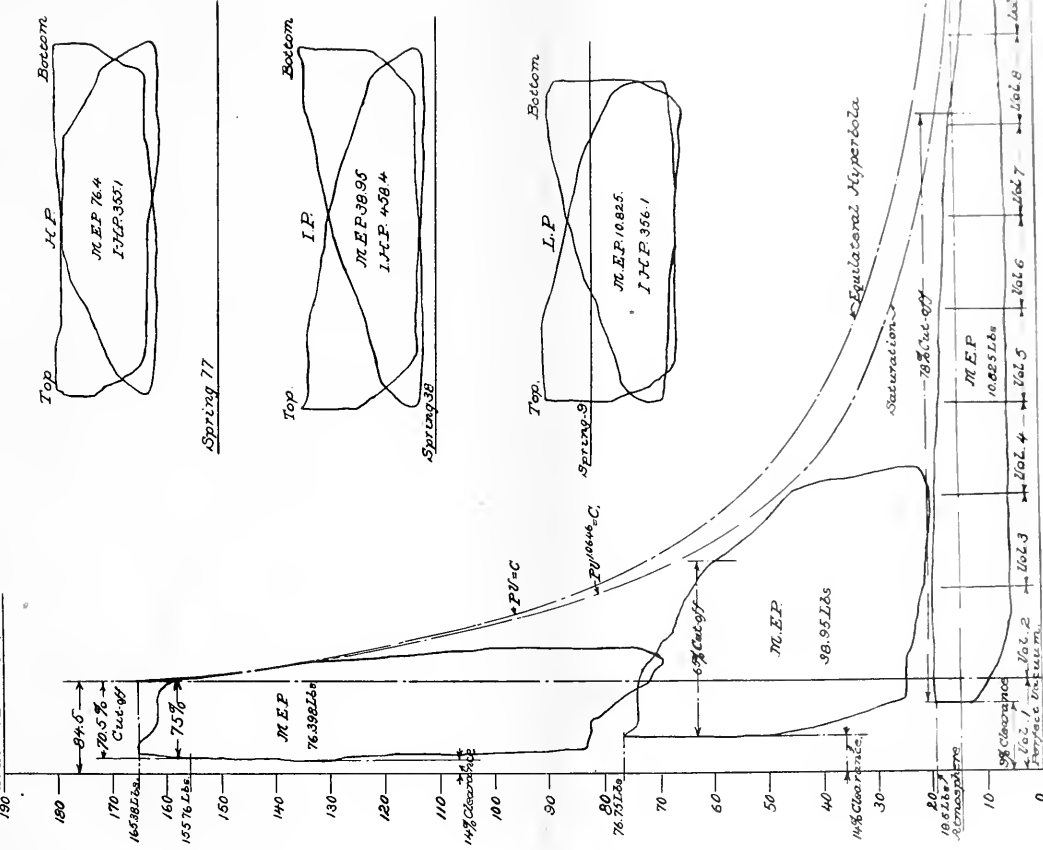 Top
H.P.
Bottom
M.E.P. 76.4
I.H.P. 355.1
Spring 77
Top.
I.P.
Bottom
M.E.P. 38.95
I.H.P. 458.4
Spring 38
Top.
L.P
Bottom
M.E.P. 10.825.
I H P. 356.1
Spring-9
190
180
170
165.38 Lbs.
160
155.76 Lbs
150
140
130
120
110
100
90
80
76.75 Lbs
70
60
50
40
30
20
18.5 Lbs
Atmosphere
10
0
84.5
70.5%
Cut-off
75%
M E P
76.398 Lbs
14% Clearance
PV=C
PV1.0646=C.
Equilateral Hyperbola
Saturation
Cut-off
M.E.P.
38.95 Lbs
14% Clearance
78% Cut-off
M E.P
10.825 Lbs
9% Clearance
Vol. 1
Vol. 2
Vol 3
Vol. 4
Vol 5
Vol 6
Vol 7
Vol 8
Perfect Vacuum.